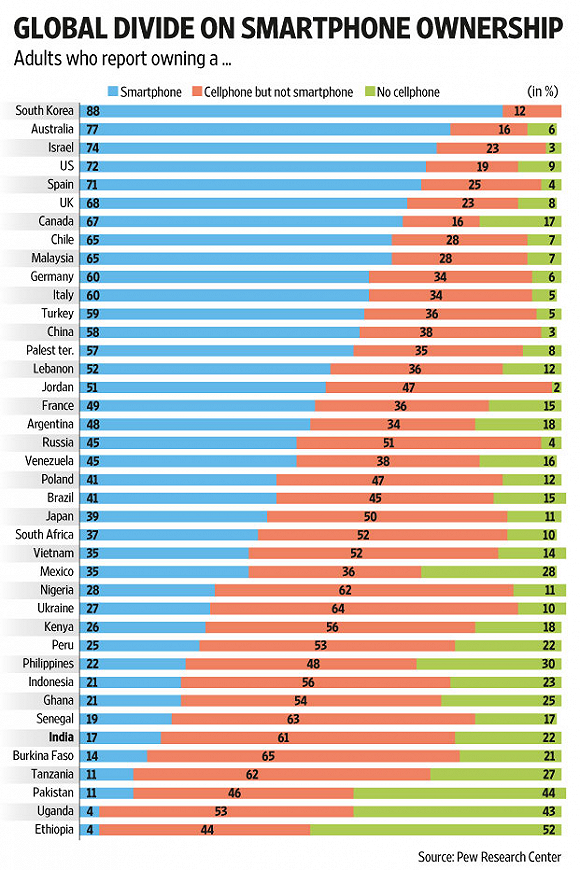 GLOBAL DIVIDE ON SMARTPHONE OWNERSHIP
Adults who report owning a ...
Smartphone Cellphone but not smartphone No cellphone (in %)
South Korea 88 12
Australia 77 16 6
Israel 74 23 3
US 72 19 9
Spain 71 25 4
UK 68 23 8
Canada 67 16 17
Chile 65 28 7
Malaysia 65 28 7
Germany 60 34 6
Italy 60 34 5
Turkey 59 36 5
China 58 38 3
Palest ter. 57 35 8
Lebanon 52 36 12
Jordan 51 47 2
France 49 36 15
Argentina 48 34 18
Russia 45 51 4
Venezuela 45 38 16
Poland 41 47 12
Brazil 41 45 15
Japan 39 50 11
South Africa 37 52 10
Vietnam 35 52 14
Mexico 35 36 28
Nigeria 28 62 11
Ukraine 27 64 10
Kenya 26 56 18
Peru 25 53 22
Philippines 22 48 30
Indonesia 21 56 23
Ghana 21 54 25
Senegal 19 63 17
India 17 61 22
Burkina Faso 14 65 21
Tanzania 11 62 27
Pakistan 11 46 44
Uganda 4 53 43
Ethiopia 4 44 52
Source: Pew Research Center